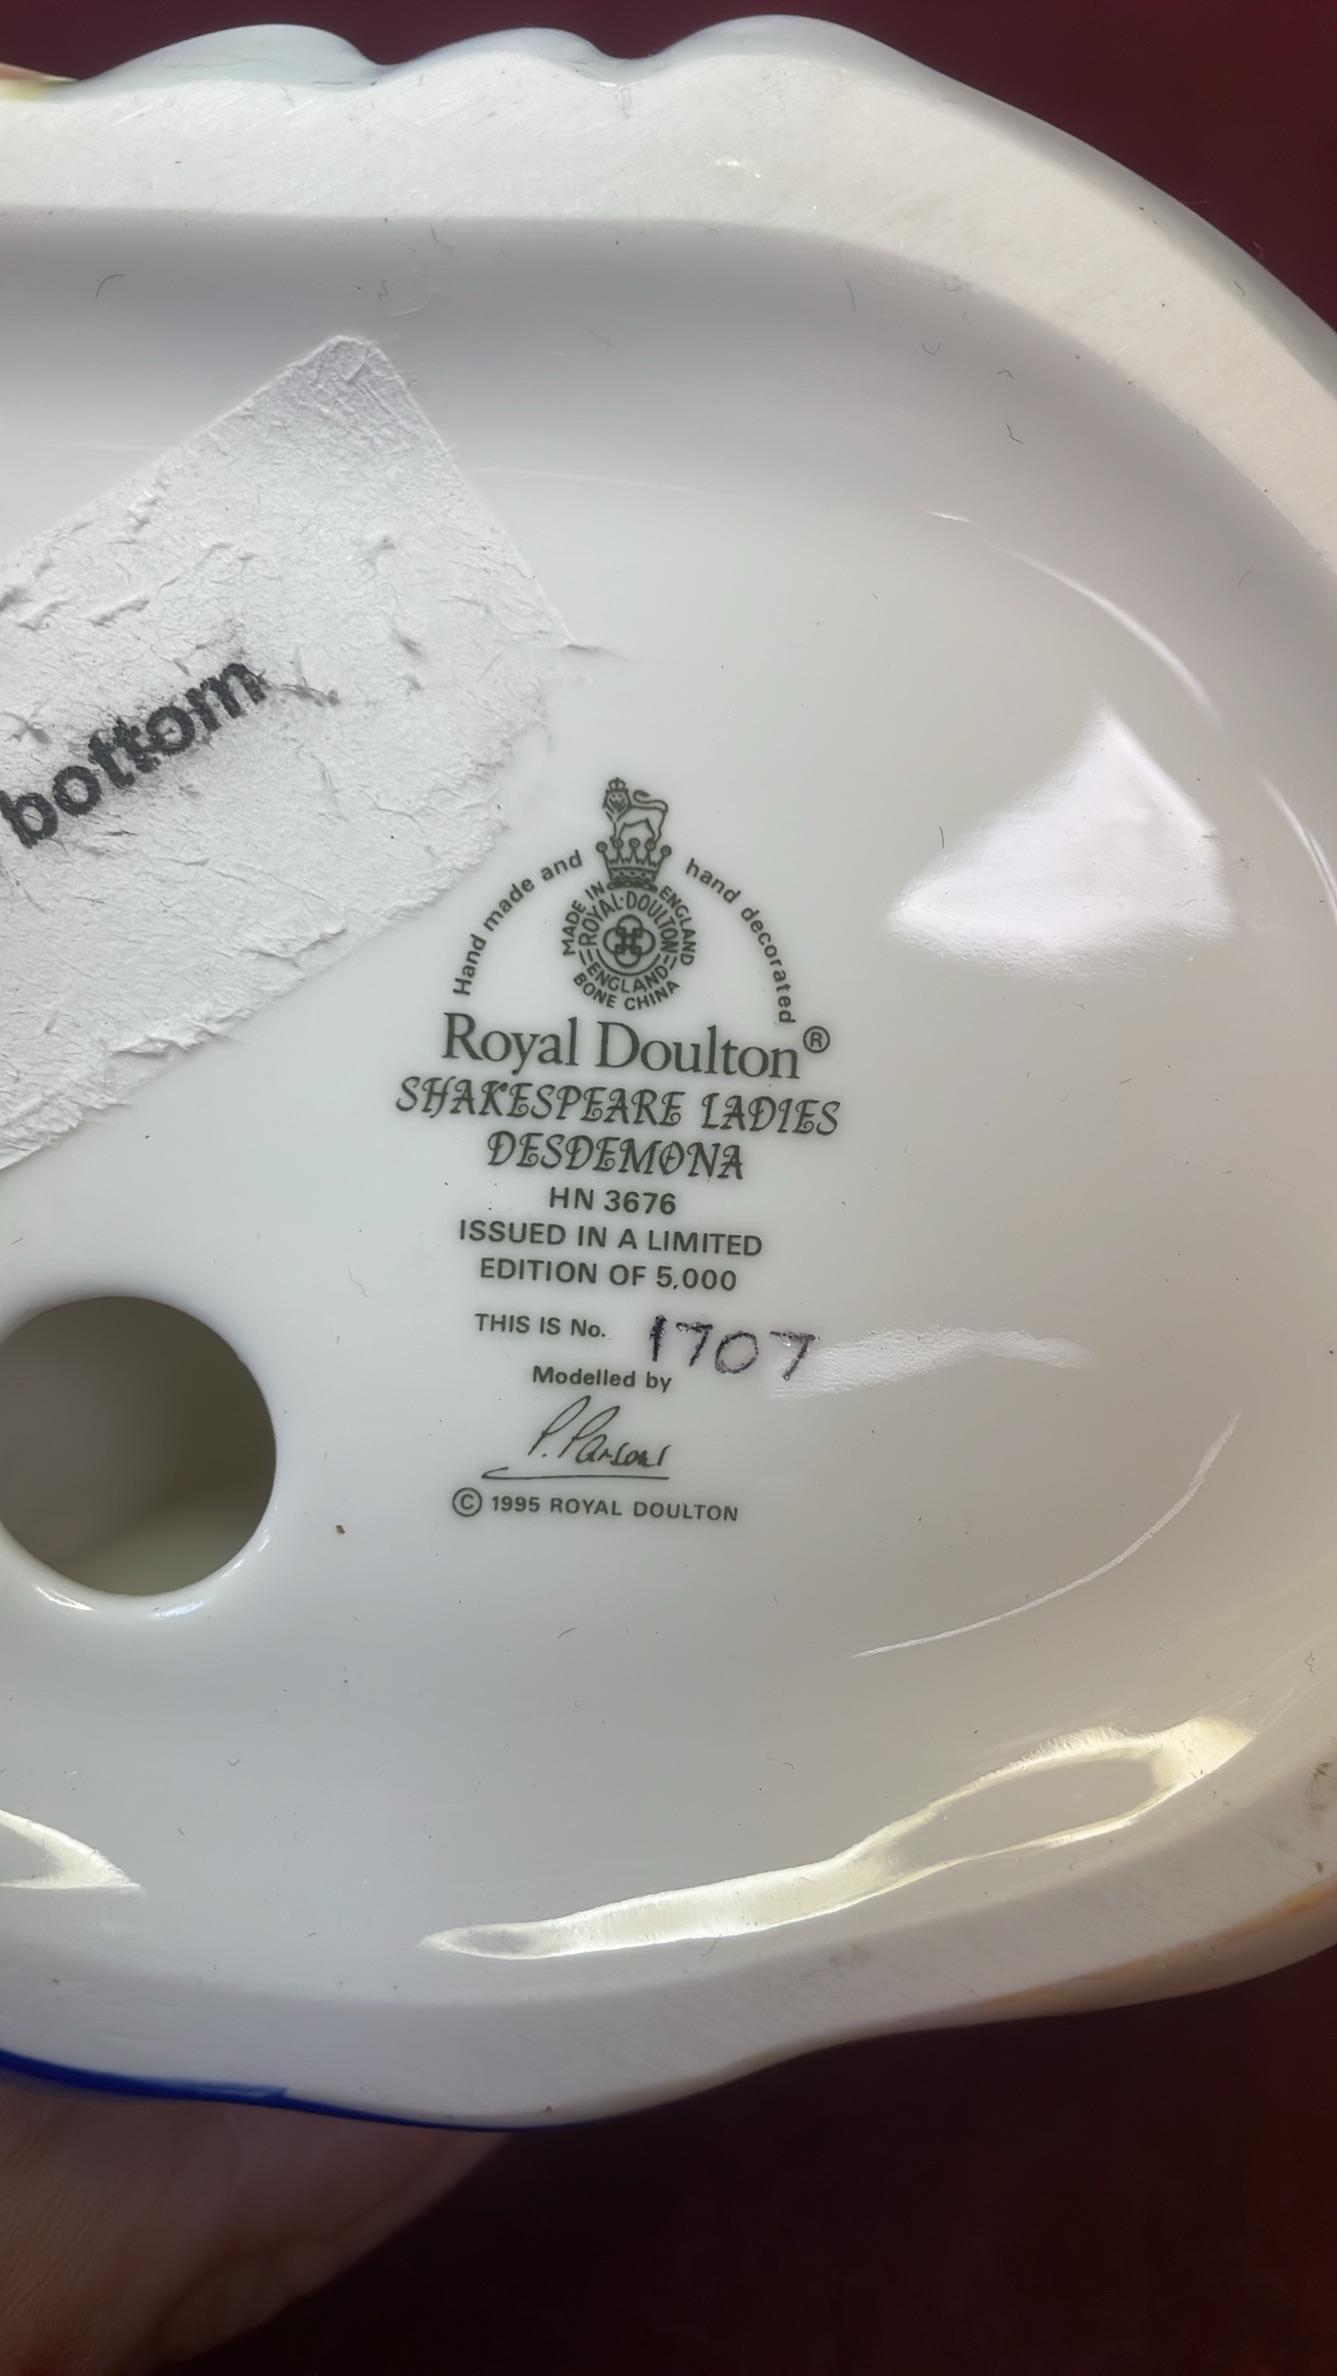 bottom
Hand made and hand decorated
MADE IN ENGLAND
ROYAL·DOULTON
ENGLAND
BONE CHINA
Royal Doulton®
SHAKESPEARE LADIES
DESDEMONA
HN 3676
ISSUED IN A LIMITED
EDITION OF 5,000
THIS IS No. 1707
Modelled by
P. Parsons
© 1995 ROYAL DOULTON